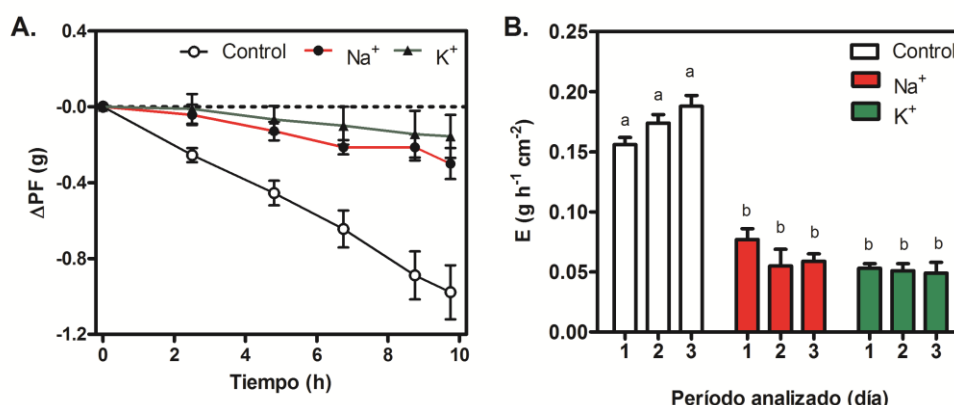 A.
0.4
-0.0
-0.4
-0.8
-1.2
ΔPF (g)
Control
Na⁺
K⁺
0 2 4 6 8 10
Tiempo (h)
B.
0.25
0.20
0.15
0.10
0.05
0.00
E (g h⁻¹ cm⁻²)
Control
Na⁺
K⁺
a a a
b b b
b b b
1 2 3 1 2 3 1 2 3
Período analizado (día)